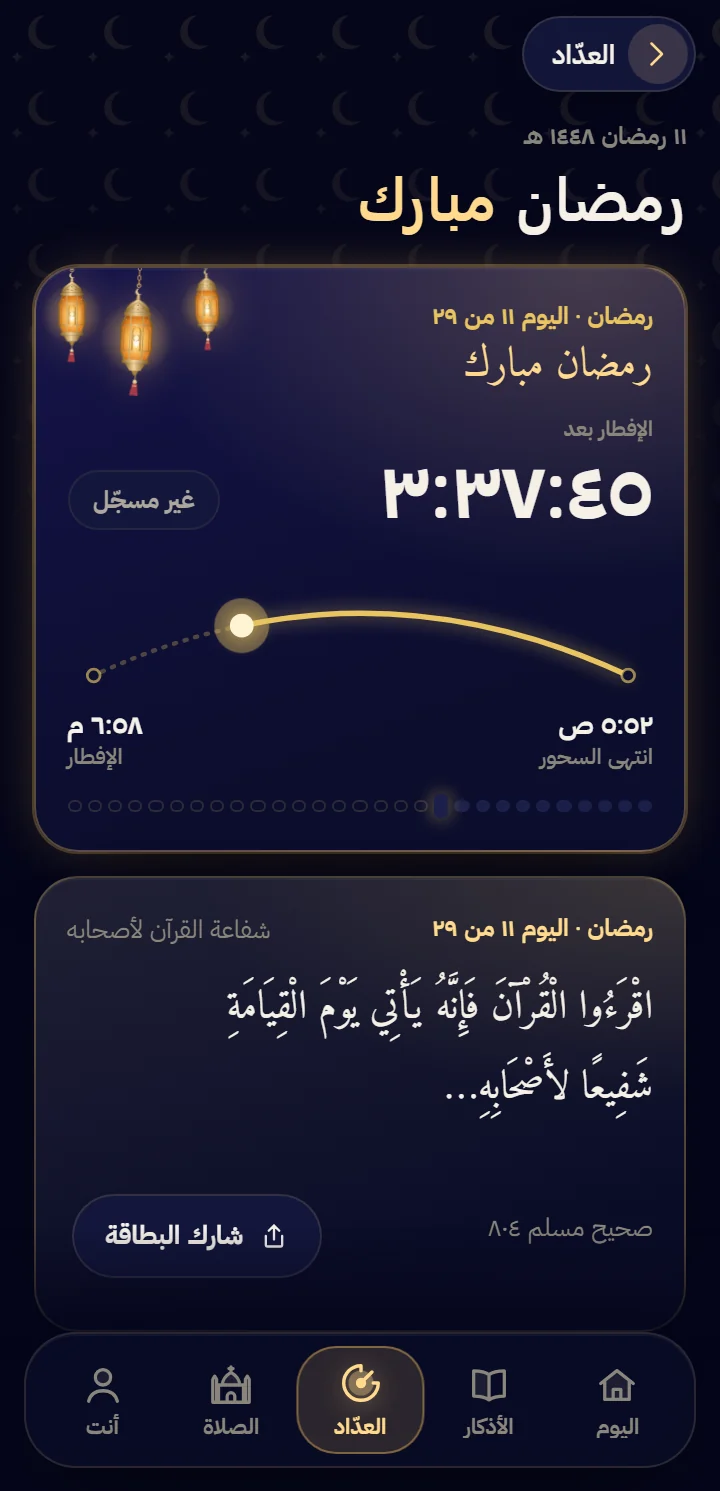 العدّاد
١١ رمضان ١٤٤٨ هـ
رمضان مبارك
رمضان · اليوم ١١ من ٢٩
رمضان مبارك
الإفطار بعد
٣:٣٧:٤٥
غير مسجّل
٥:٥٢ ص
٦:٥٨ م
انتهى السحور
الإفطار
رمضان · اليوم ١١ من ٢٩
شفاعة القرآن لأصحابه
اقْرَءُوا الْقُرْآنَ فَإِنَّهُ يَأْتِي يَوْمَ الْقِيَامَةِ
شَفِيعًا لأَصْحَابِهِ...
صحيح مسلم ٨٠٤
شارك البطاقة
اليوم
الأذكار
العدّاد
الصلاة
أنت